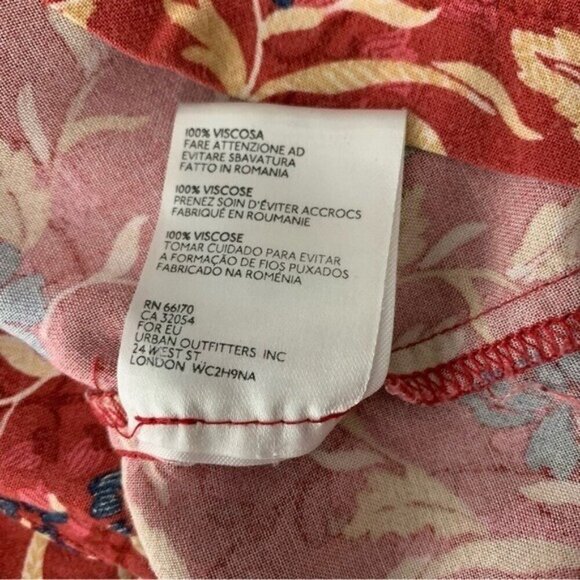 100% VISCOSA
FARE ATTENZIONE AD
EVITARE SBAVATURA
FATTO IN ROMANIA
100% VISCOSE
PRENEZ SOIN D'ÉVITER ACCROCS
FABRIQUÉ EN ROUMANIE
100% VISCOSE
TOMAR CUIDADO PARA EVITAR
A FORMAÇÃO DE FIOS PUXADOS
FABRICADO NA ROMÉNIA
RN 66170
CA 32054
FOR EU
URBAN OUTFITTERS INC
24 WEST ST
LONDON WC2H9NA